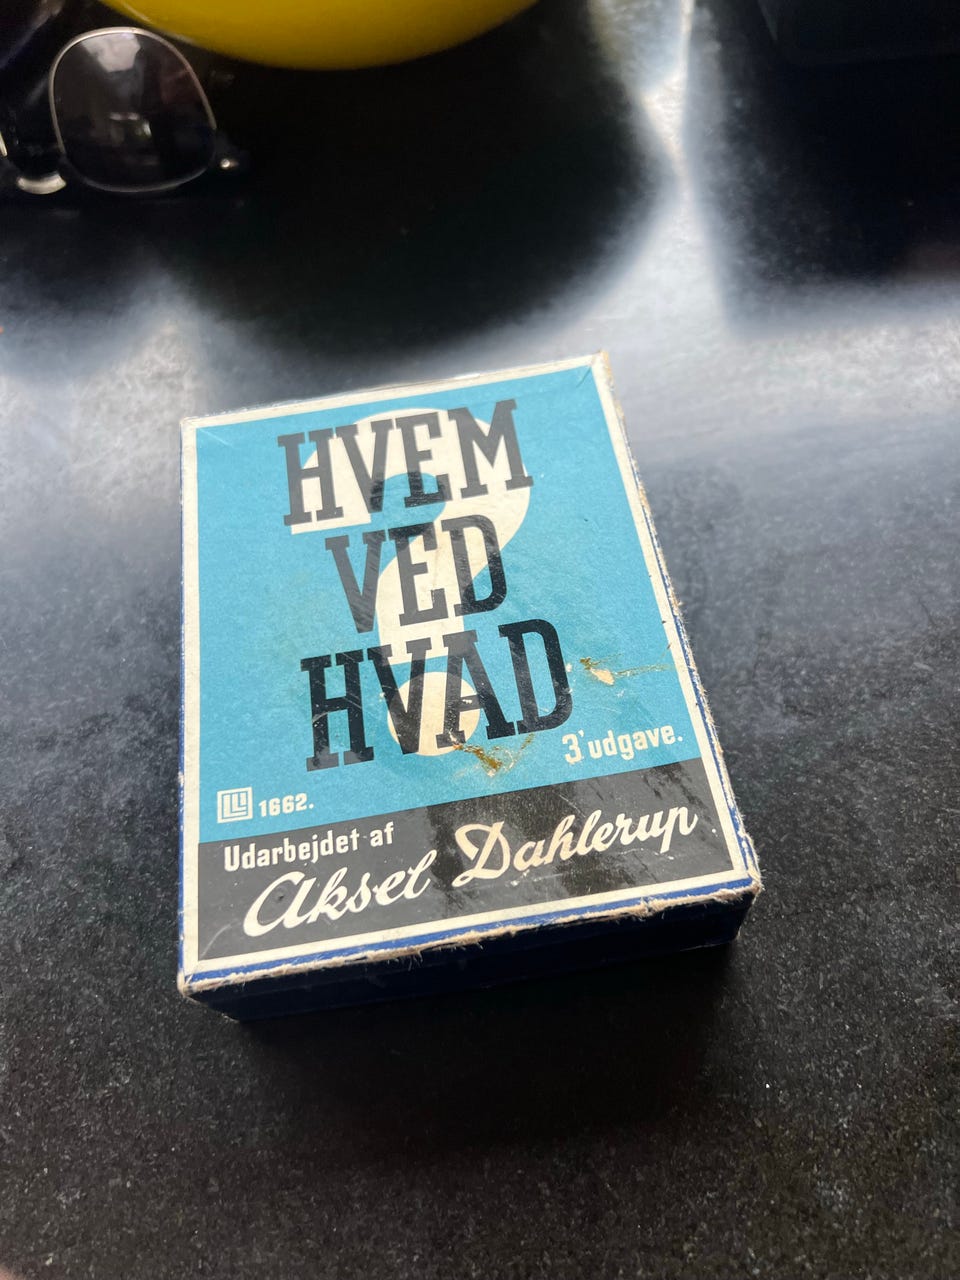 HVEM
VED
HVAD
3' udgave.
1662.
Udarbejdet af
Aksel Dahlerup